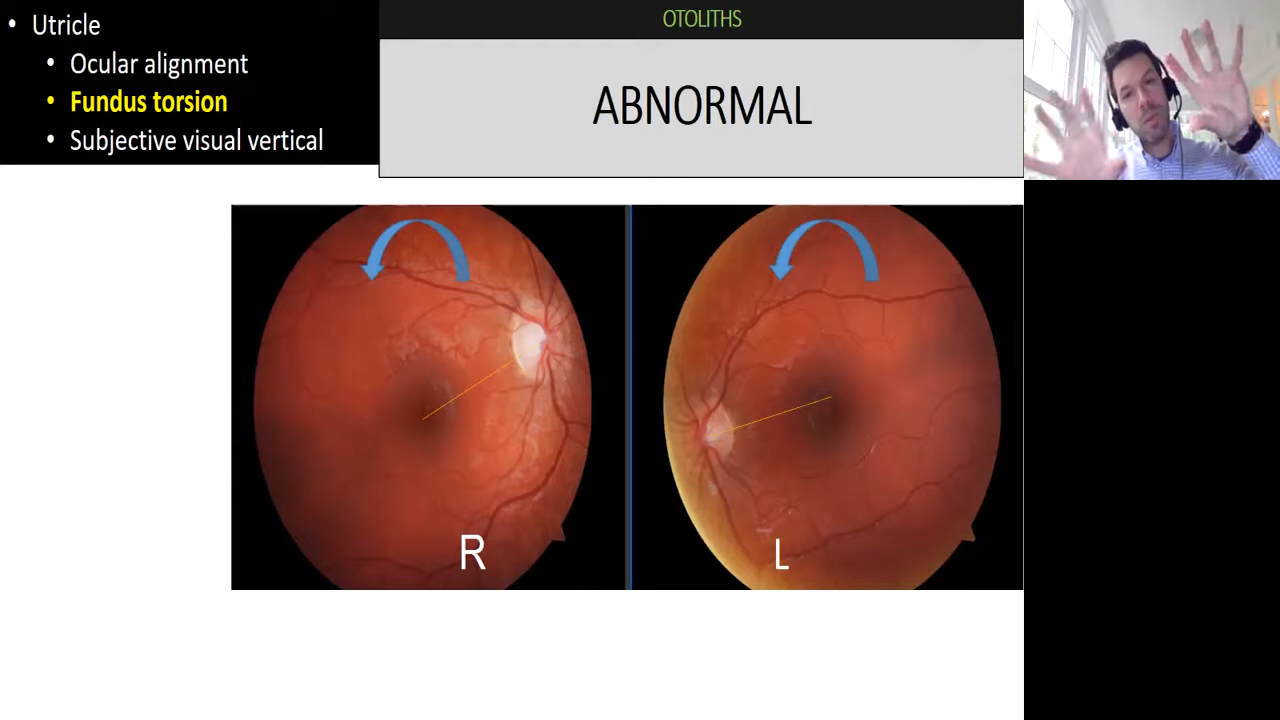 Utricle
Ocular alignment
Fundus torsion
Subjective visual vertical
OTOLITHS
ABNORMAL
R
L